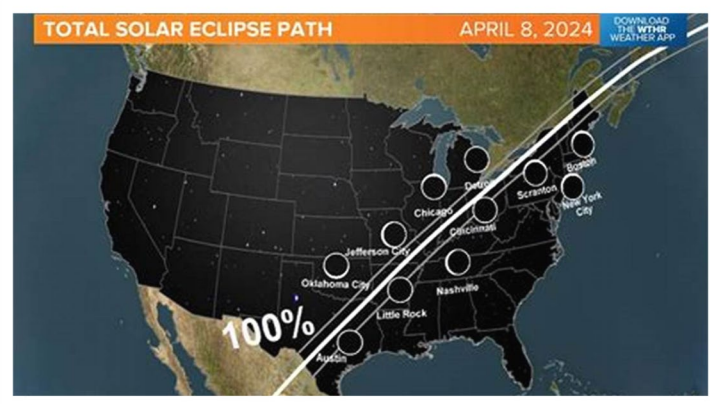 TOTAL SOLAR ECLIPSE PATH
APRIL 8, 2024
DOWNLOAD
THE WTHR
WEATHER APP
Boston
Detroit
Scranton
New York
City
Chicago
Cincinnati
Jefferson City
Oklahoma City
Nashville
Little Rock
100%
Austin